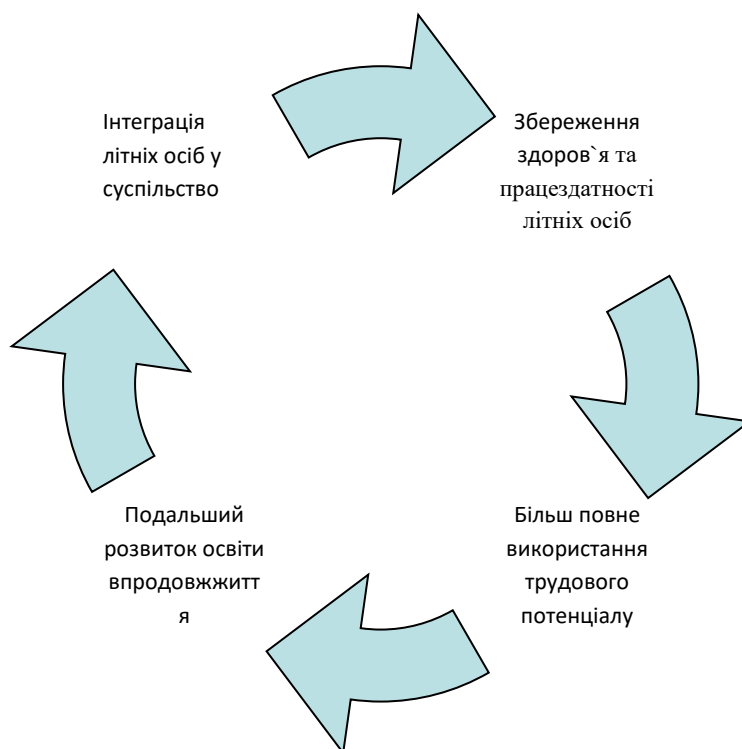 Інтеграція
літніх осіб у
суспільство
Збереження
здоров`я та
працездатності
літніх осіб
Більш повне
використання
трудового
потенціалу
Подальший
розвиток освіти
впродовжжитт
я